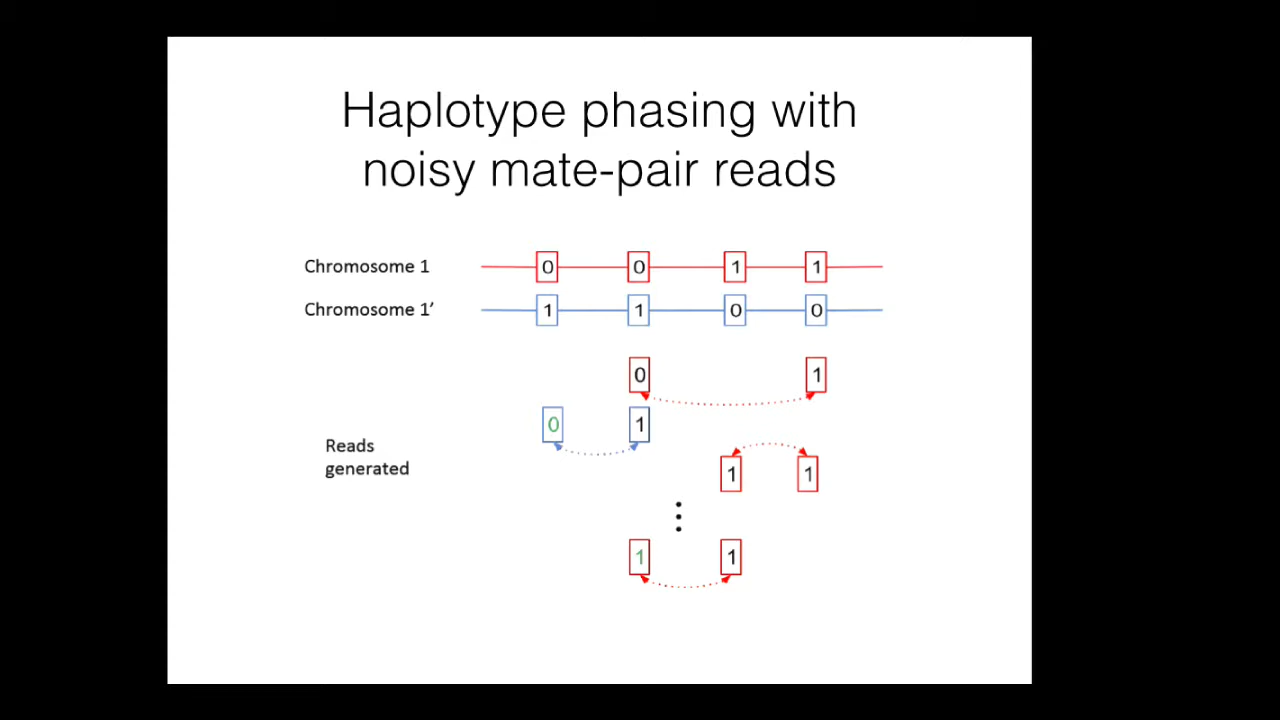 Haplotype phasing with
noisy mate-pair reads
Chromosome 1 0 0 1 1
Chromosome 1’ 1 1 0 0
0 1
0 1
Reads
generated
1 1
1 1